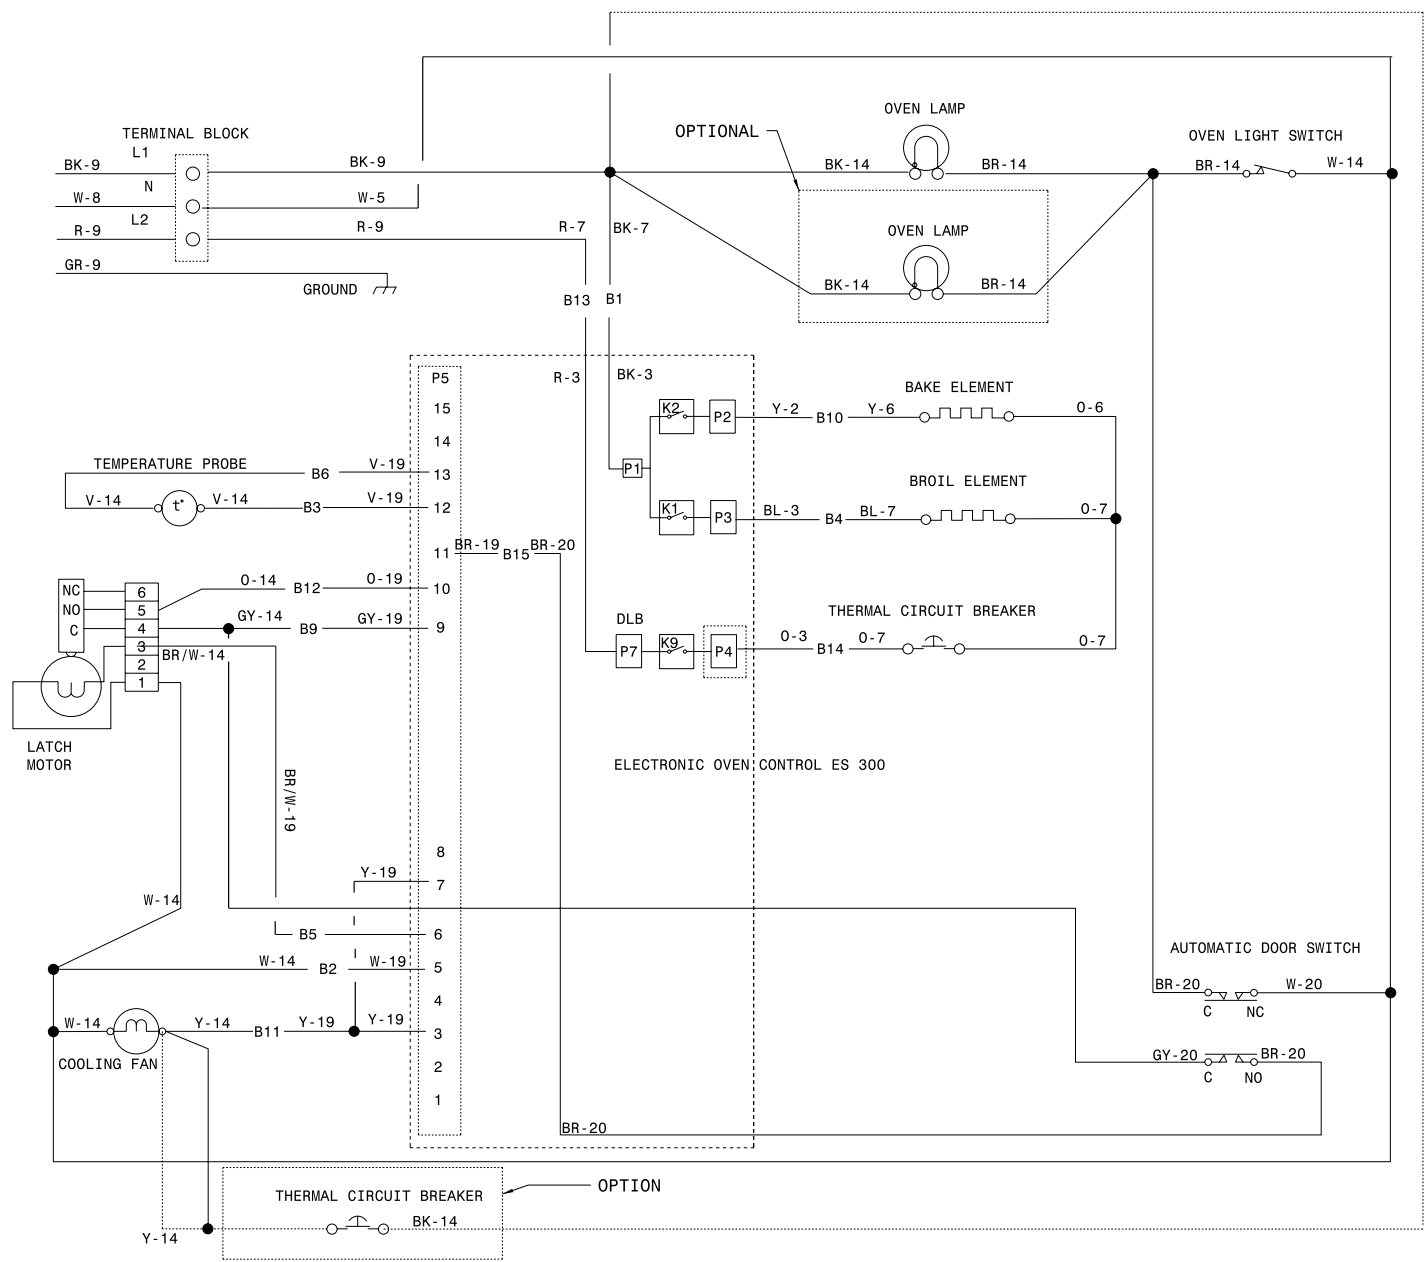 OVEN LAMP
TERMINAL BLOCK
OPTIONAL
OVEN LIGHT SWITCH
L1
BK-9
BK-9
BK-14
BR-14
BR-14
W-14
N
W-8
W-5
L2
R-9
R-9
R-7
BK-7
OVEN LAMP
GR-9
GROUND
BK-14
BR-14
B13
B1
P5
R-3
BK-3
BAKE ELEMENT
15
K2
P2
Y-2
B10
Y-6
O-6
14
TEMPERATURE PROBE
B6
V-19
13
P1
BROIL ELEMENT
V-14
t°
V-14
B3
V-19
12
K1
P3
BL-3
B4
BL-7
O-7
11
BR-19
B15
BR-20
NC
6
O-14
B12
O-19
10
NO
5
DLB
THERMAL CIRCUIT BREAKER
C
4
GY-14
B9
GY-19
9
3
BR/W-14
P7
K9
P4
O-3
B14
O-7
O-7
2
1
LATCH
MOTOR
ELECTRONIC OVEN CONTROL ES 300
BR/W-19
8
Y-19
7
W-14
B5
6
AUTOMATIC DOOR SWITCH
W-14
B2
W-19
5
BR-20
W-20
4
C
NC
W-14
Y-14
B11
Y-19
Y-19
3
COOLING FAN
GY-20
BR-20
2
C
NO
1
BR-20
THERMAL CIRCUIT BREAKER
OPTION
BK-14
Y-14